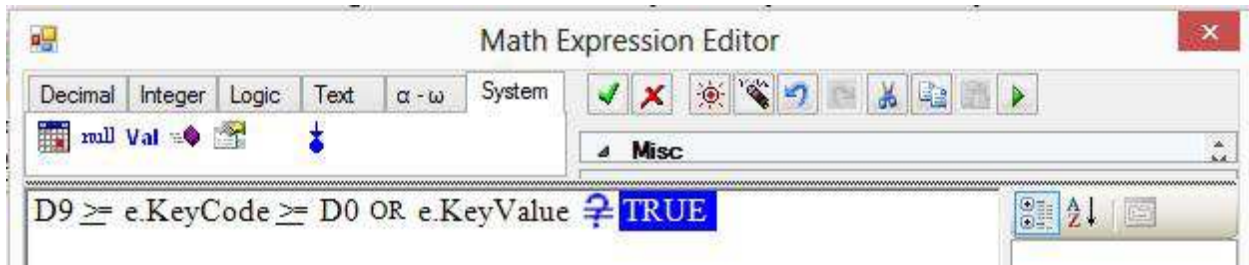 Math Expression Editor
Decimal Integer Logic Text α - ω System
null Val
Misc
D9 >= e.KeyCode >= D0 OR e.KeyValue ≟ TRUE